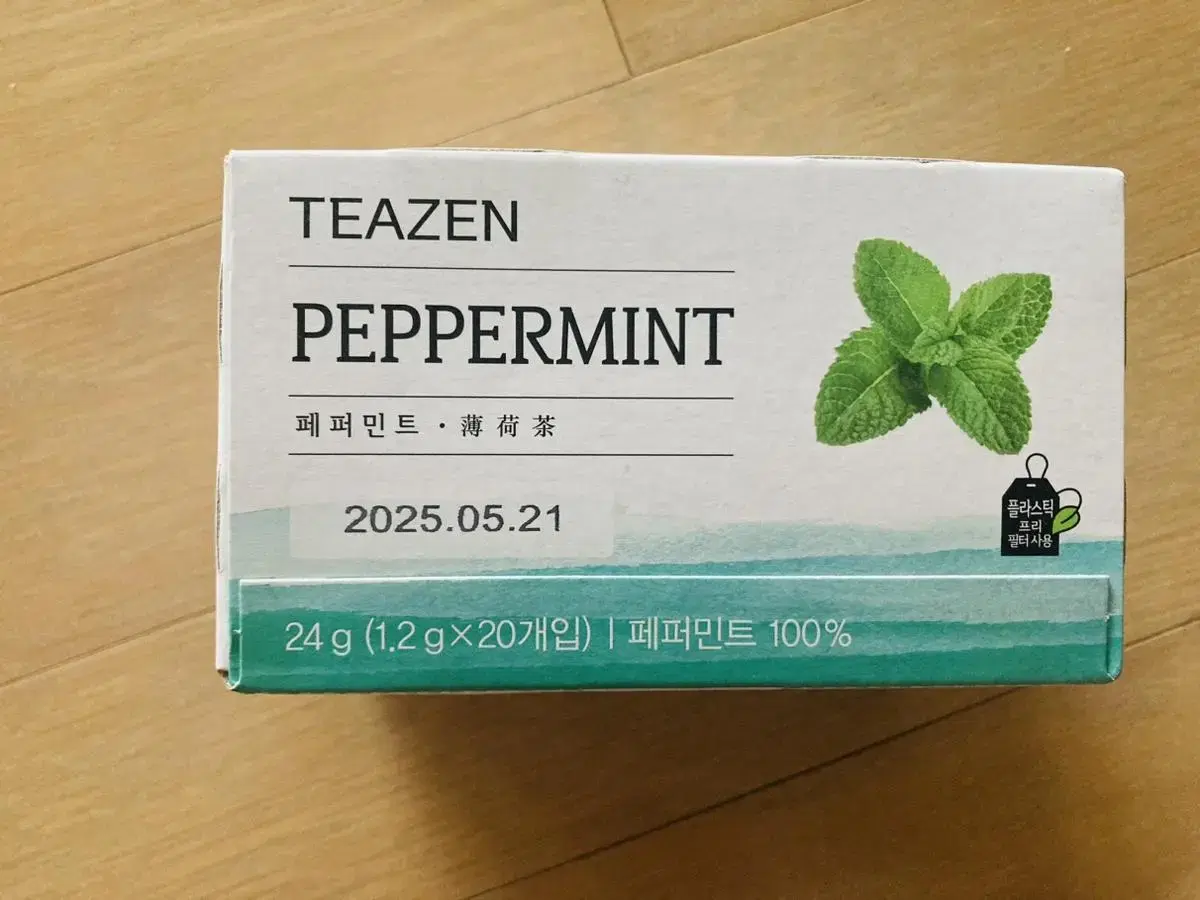 TEAZEN
PEPPERMINT
페퍼민트 · 薄荷茶
2025.05.21
플라스틱
프리
필터사용
24 g (1.2 g×20개입) | 페퍼민트 100%